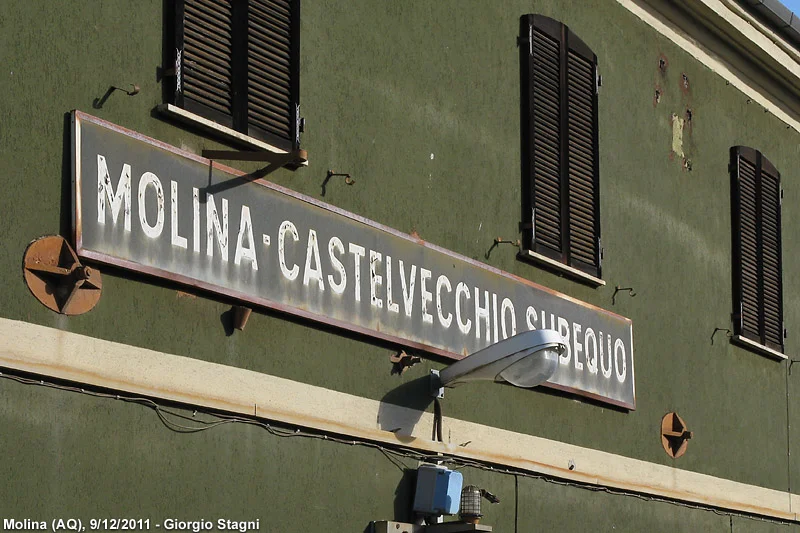 MOLINA-CASTELVECCHIO SUBEQUO
Molina (AQ), 9/12/2011 - Giorgio Stagni